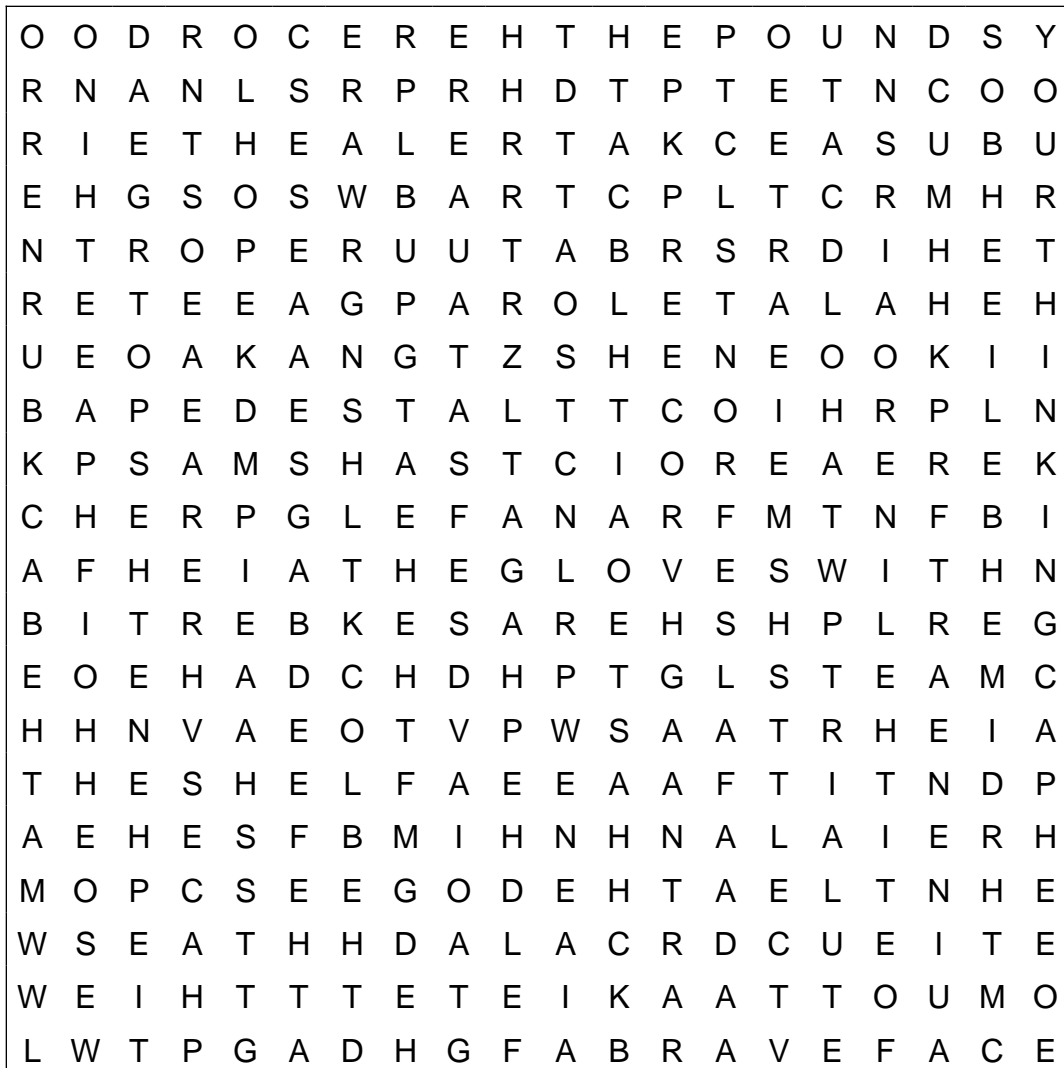 O O D R O C E R E H T H E P O U N D S Y
R N A N L S R P R H D T P T E T N C O O
R I E T H E A L E R T A K C E A S U B U
E H G S O S W B A R T C P L T C R M H R
N T R O P E R U U T A B R S R D I H E T
R E T E E A G P A R O L E T A L A H E H
U E O A K A N G T Z S H E N E O O K I I
B A P E D E S T A L T T C O I H R P L N
K P S A M S H A S T C I O R E A E R E K
C H E R P G L E F A N A R F M T N F B I
A F H E I A T H E G L O V E S W I T H N
B I T R E B K E S A R E H S H P L R E G
E O E H A D C H D H P T G L S T E A M C
H H N V A E O T V P W S A A T R H E I A
T H E S H E L F A E E A A F T I T N D P
A E H E S F B M I H N H N A L A I E R H
M O P C S E E G O D E H T A E L T N H E
W S E A T H H D A L A C R D C U E I T E
W E I H T T T E T E I K A A T T O U M O
L W T P G A D H G F A B R A V E F A C E